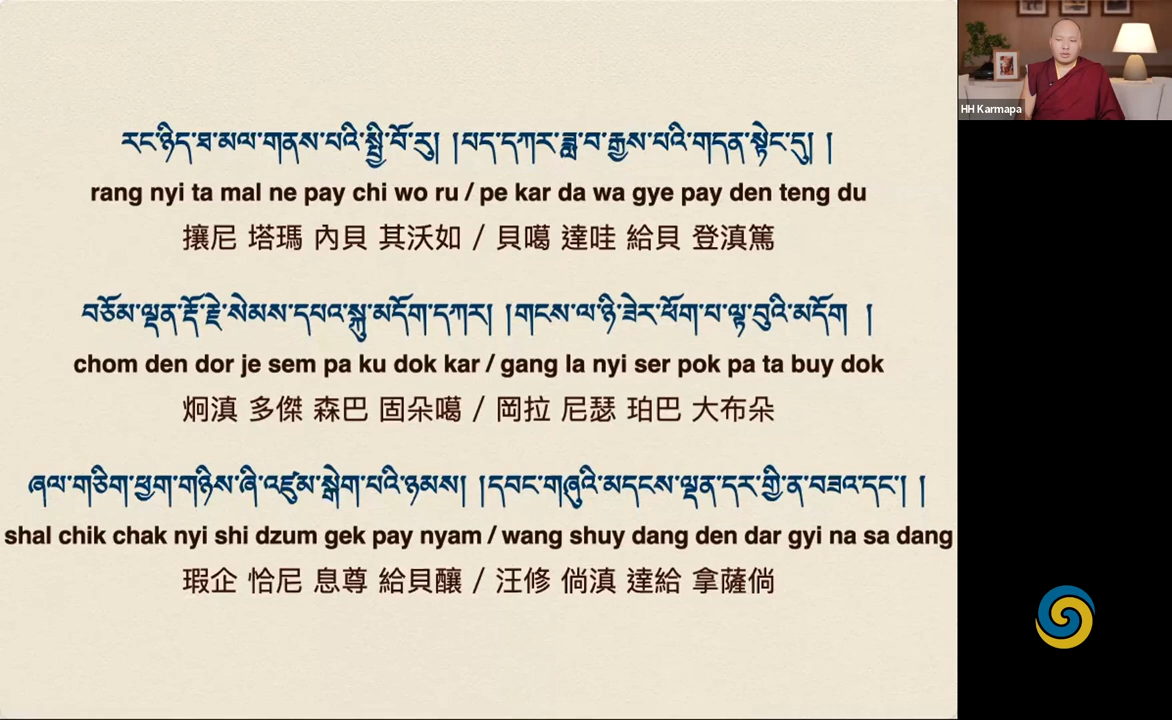 རང་ཉིད་ཐ་མལ་གནས་པའི་སྤྱི་བོ་རུ། །པད་དཀར་ཟླ་བ་རྒྱས་པའི་གདན་སྟེང་དུ། །
rang nyi ta mal ne pay chi wo ru / pe kar da wa gye pay den teng du
攘尼 塔瑪 內貝 其沃如 / 貝噶 達哇 給貝 登滇篤
བཅོམ་ལྡན་རྡོ་རྗེ་སེམས་དཔའ་སྐུ་མདོག་དཀར། །གངས་ལ་ཉི་ཟེར་ཕོག་པ་ལྟ་བུའི་མདོག །
chom den dor je sem pa ku dok kar / gang la nyi ser pok pa ta buy dok
炯滇 多傑 森巴 固朵噶 / 岡拉 尼瑟 珀巴 大布朵
ཞལ་གཅིག་ཕྱག་གཉིས་ཞི་འཛུམ་སྒེག་པའི་ཉམས། །དབང་གཞུའི་མདངས་ལྡན་དར་གྱི་ན་བཟའ་དང་། །
shal chik chak nyi shi dzum gek pay nyam / wang shuy dang den dar gyi na sa dang
瑕企 恰尼 息尊 給貝釀 / 汪修 倘滇 達給 拿薩倘
HH Karmapa